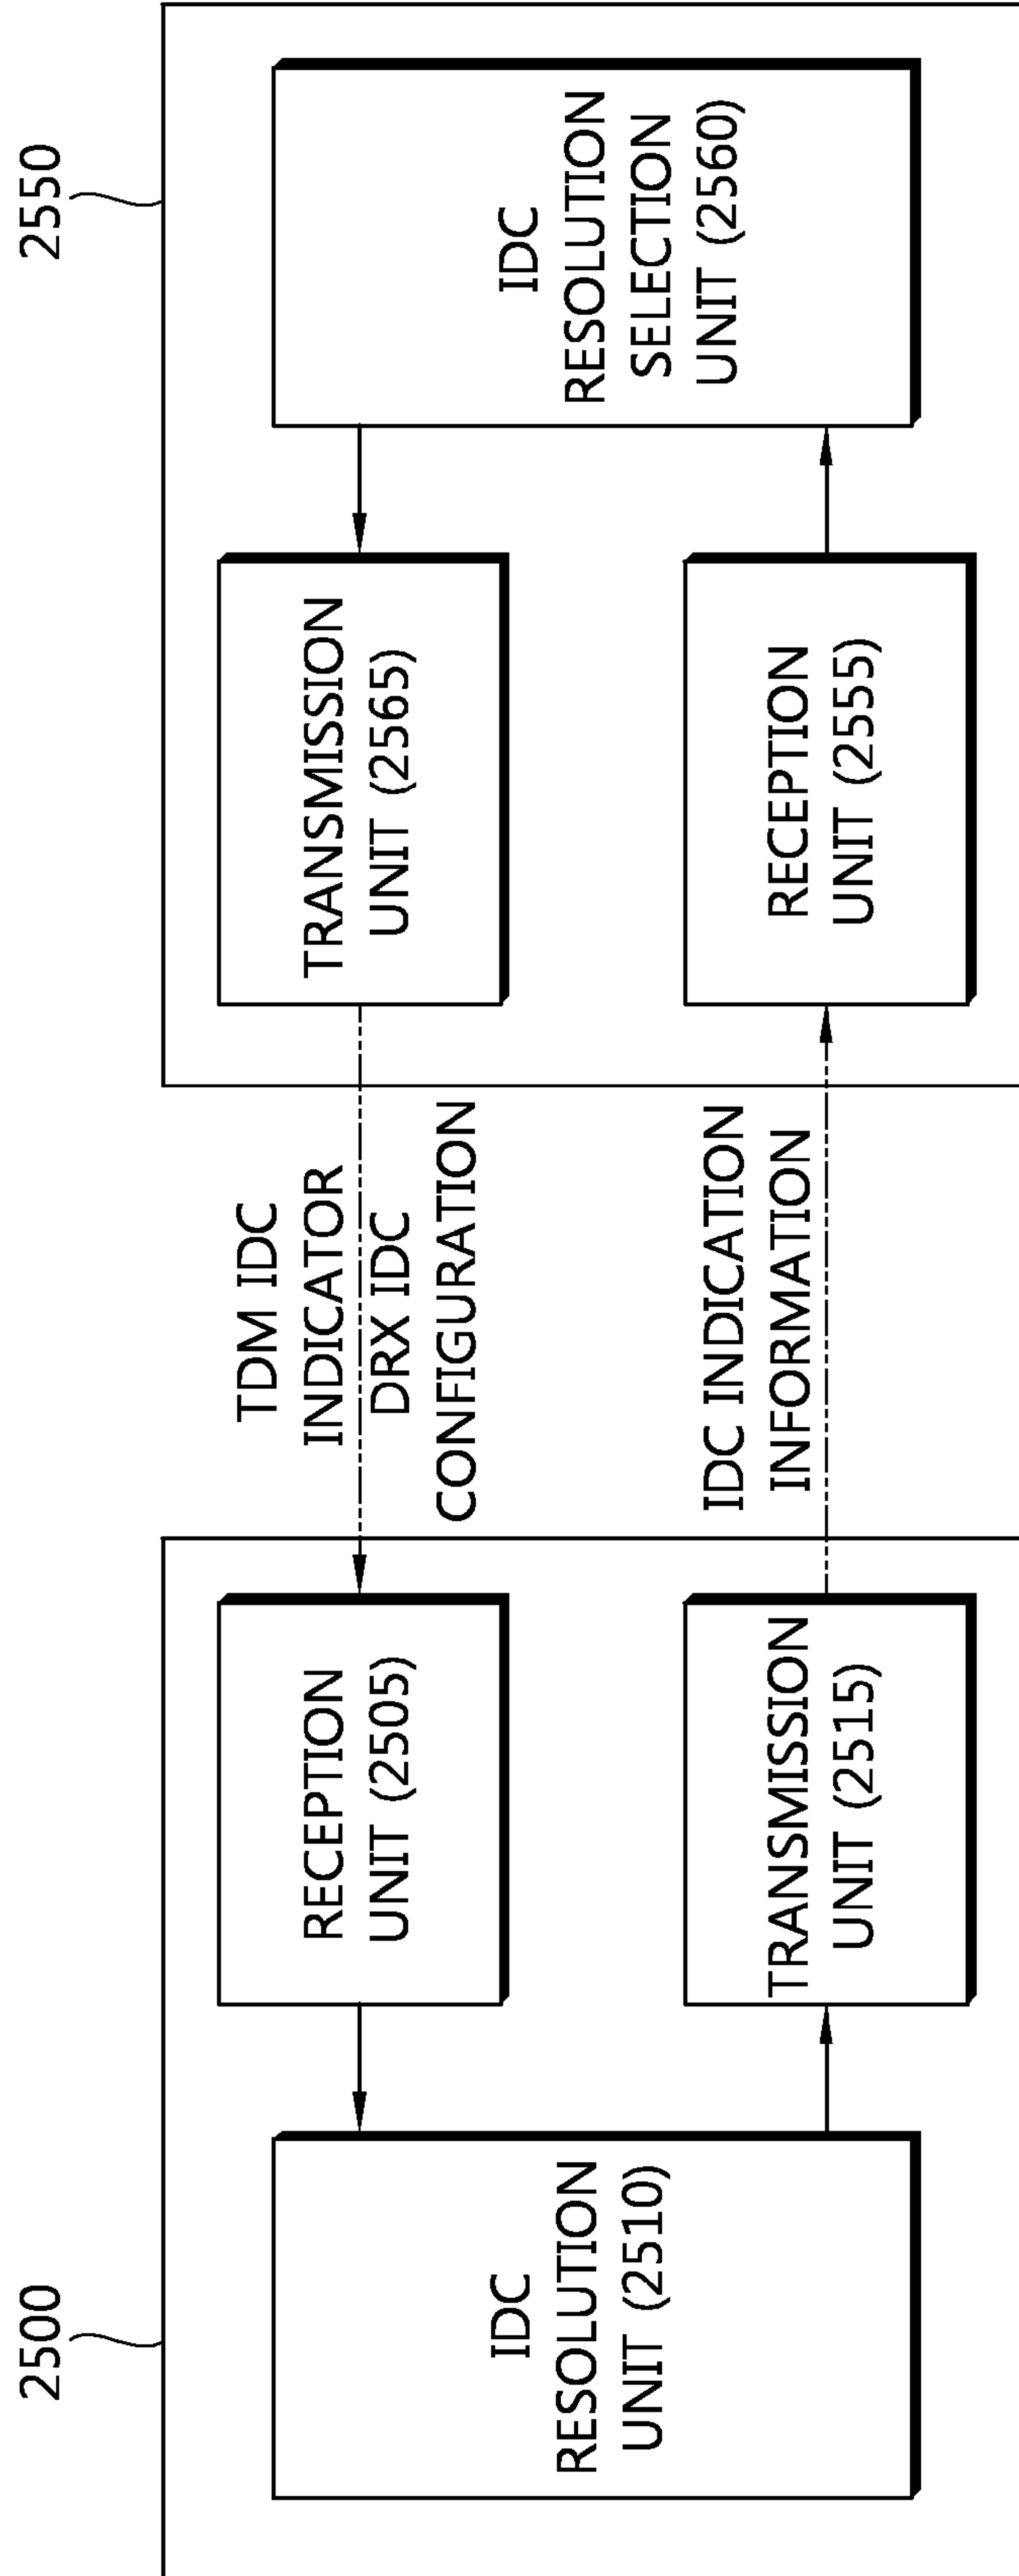 2500
2550
IDC
RESOLUTION
UNIT (2510)
RECEPTION
UNIT (2505)
TRANSMISSION
UNIT (2515)
TDM IDC
INDICATOR
DRX IDC
CONFIGURATION
IDC INDICATION
INFORMATION
TRANSMISSION
UNIT (2565)
RECEPTION
UNIT (2555)
IDC
RESOLUTION
SELECTION
UNIT (2560)